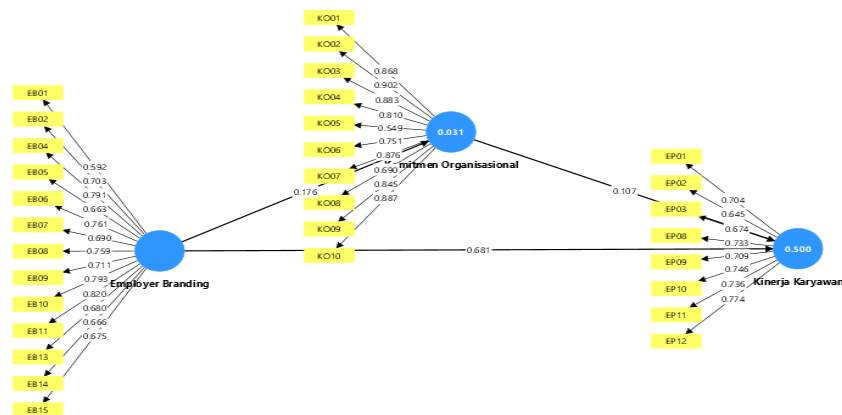 EB01
EB02
EB04
EB05
EB06
EB07
EB08
EB09
EB10
EB11
EB13
EB14
EB15
0.592
0.703
0.791
0.663
0.761
0.690
0.759
0.711
0.793
0.820
0.680
0.666
0.675
Employer Branding
0.176
0.681
KO01
KO02
KO03
KO04
KO05
KO06
KO07
KO08
KO09
KO10
0.868
0.902
0.883
0.810
0.549
0.751
0.876
0.690
0.845
0.887
0.031
Komitmen Organisasional
0.107
EP01
EP02
EP03
EP08
EP09
EP10
EP11
EP12
0.704
0.645
0.674
0.733
0.709
0.746
0.736
0.774
0.500
Kinerja Karyawan